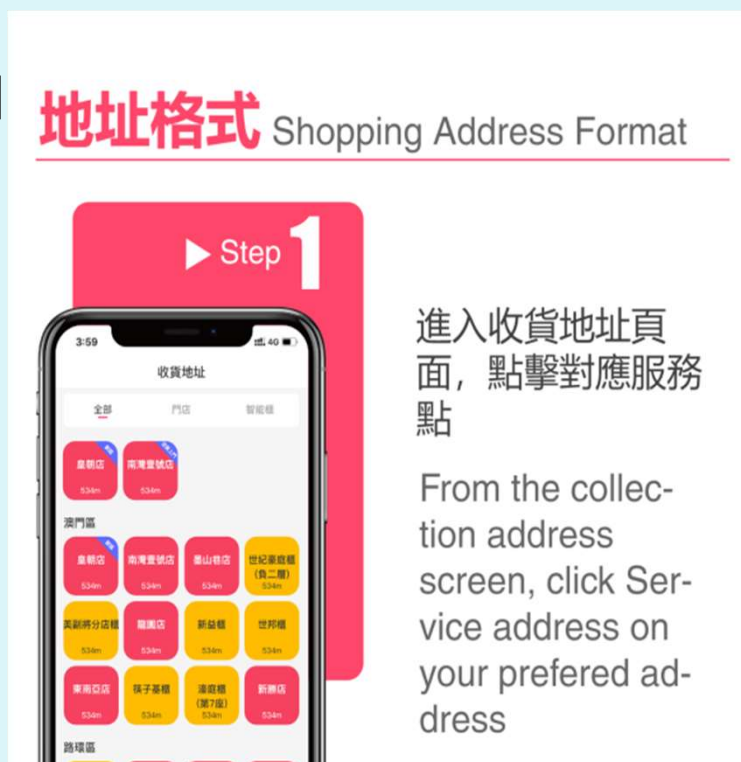 地址格式 Shopping Address Format
▶ Step 1
3:59
4G
收貨地址
全部 門店 智能櫃
皇朝店 南灣壹號店
534m 534m
澳門區
皇朝店 南灣壹號店 墨山巷店 世紀豪庭櫃
(負二層)
534m 534m 534m 534m
美副將分店櫃 龍園店 新益櫃 世邦櫃
534m 534m 534m 534m
東南亞店 筷子基櫃 濠庭櫃 新勝店
(第7座)
534m 534m 534m 534m
路環區
進入收貨地址頁
面，點擊對應服務
點
From the collec-
tion address
screen, click Ser-
vice address on
your prefered ad-
dress